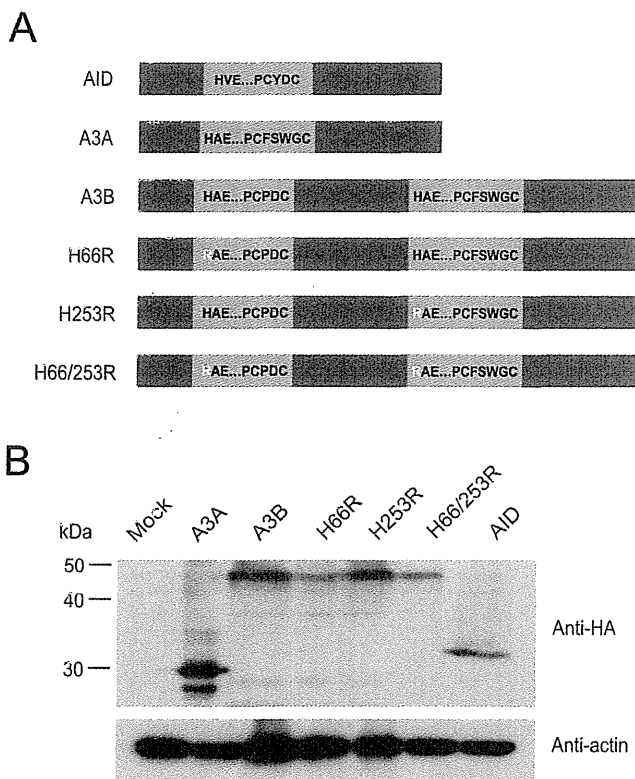 A
AID HVE...PCYDC
A3A HAE...PCFSWGC
A3B HAE...PCPDC HAE...PCFSWGC
H66R RAE...PCPDC HAE...PCFSWGC
H253R HAE...PCPDC RAE...PCFSWGC
H66/253R RAE...PCPDC RAE...PCFSWGC
B
kDa Mock A3A A3B H66R H253R H66/253R AID
50
40
30
Anti-HA
Anti-actin